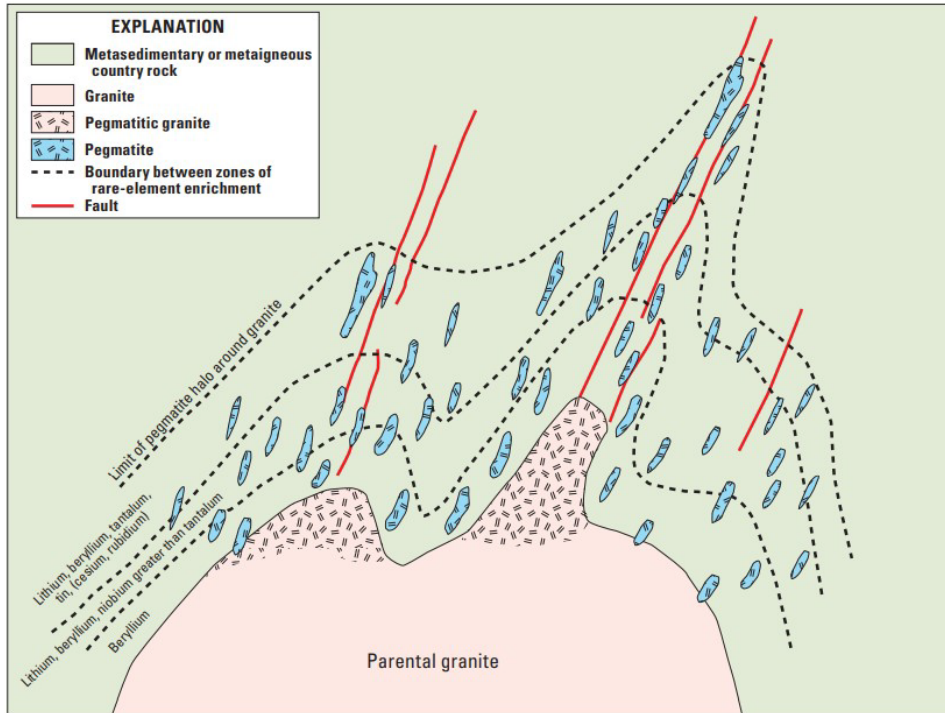 EXPLANATION
Metasedimentary or metaigneous
country rock
Granite
Pegmatitic granite
Pegmatite
Boundary between zones of
rare-element enrichment
Fault
Limit of pegmatite halo around granite
Lithium, beryllium, tantalum,
tin, (cesium, rubidium)
Lithium, beryllium, niobium greater than tantalum
Beryllium
Parental granite